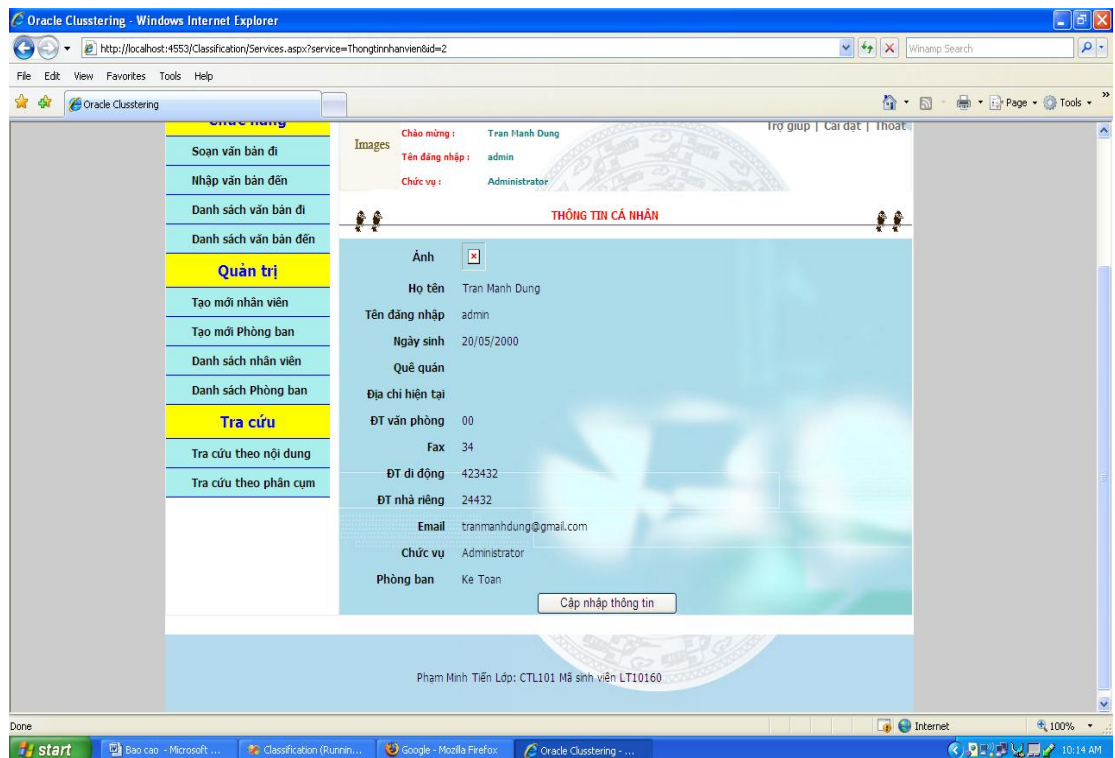 Oracle Clusstering - Windows Internet Explorer
http://localhost:4553/Classification/Services.aspx?service=Thongtinnhanvien&id=2
Winamp Search
File Edit View Favorites Tools Help
Oracle Clusstering
Page Tools
Chức năng
Soạn văn bản đi
Nhập văn bản đến
Danh sách văn bản đi
Danh sách văn bản đến
Quản trị
Tạo mới nhân viên
Tạo mới Phòng ban
Danh sách nhân viên
Danh sách Phòng ban
Tra cứu
Tra cứu theo nội dung
Tra cứu theo phân cụm
Trợ giúp | Cài đặt | Thoát
Images
Chào mừng : Tran Manh Dung
Tên đăng nhập : admin
Chức vụ : Administrator
THÔNG TIN CÁ NHÂN
Ảnh
Họ tên Tran Manh Dung
Tên đăng nhập admin
Ngày sinh 20/05/2000
Quê quán
Địa chỉ hiện tại
ĐT văn phòng 00
Fax 34
ĐT di động 423432
ĐT nhà riêng 24432
Email tranmanhdung@gmail.com
Chức vụ Administrator
Phòng ban Ke Toan
Cập nhập thông tin
Phạm Minh Tiến Lớp: CTL101 Mã sinh viên LT10160
Done
Internet
100%
start
Bao cao - Microsoft ...
Classification (Runnin...
Google - Mozilla Firefox
Oracle Clusstering - ...
10:14 AM